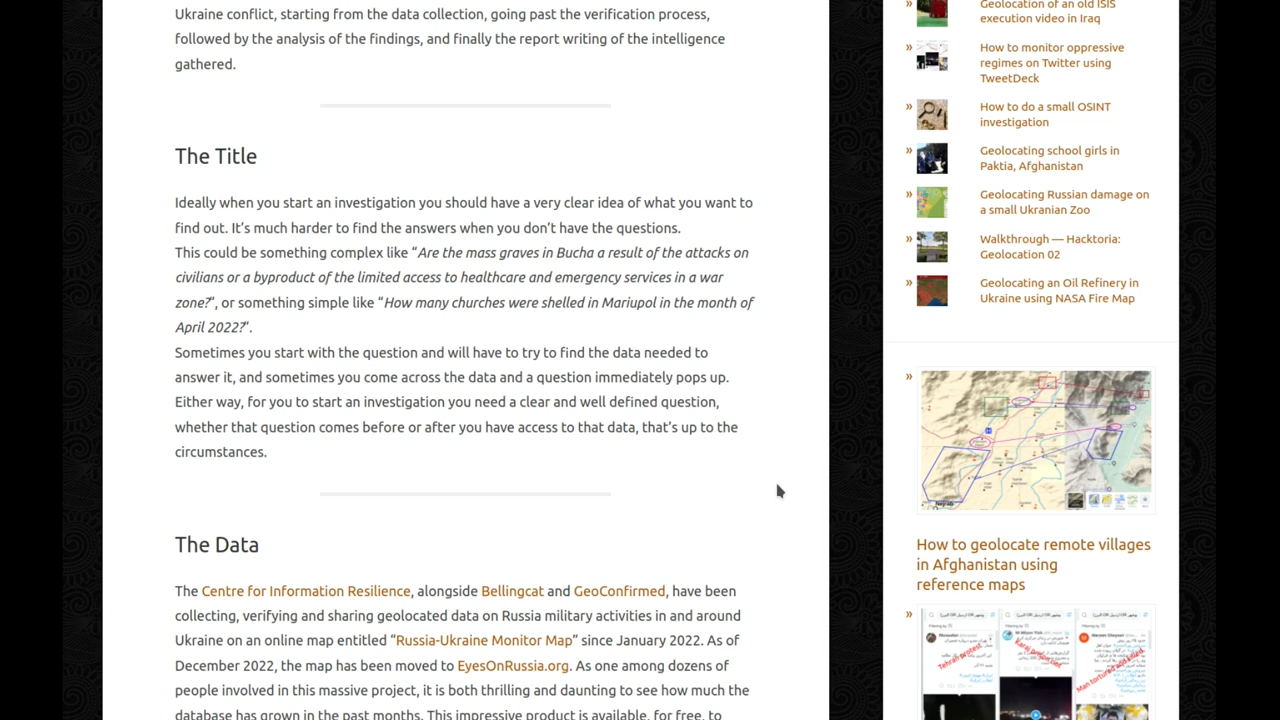 Ukraine conflict, starting from the data collection, going past the verification process,
followed by the analysis of the findings, and finally the report writing of the intelligence
gathered.
The Title
Ideally when you start an investigation you should have a very clear idea of what you want to
find out. It’s much harder to find the answers when you don’t have the questions.
This could be something complex like “Are the mass graves in Bucha a result of the attacks on
civilians or a byproduct of the limited access to healthcare and emergency services in a war
zone?“, or something simple like “How many churches were shelled in Mariupol in the month of
April 2022?“.
Sometimes you start with the question and will have to try to find the data needed to
answer it, and sometimes you come across the data and a question immediately pops up.
Either way, for you to start an investigation you need a clear and well defined question,
whether that question comes before or after you have access to that data, that’s up to the
circumstances.
The Data
The Centre for Information Resilience, alongside Bellingcat and GeoConfirmed, have been
collecting, verifying and sharing geolocated data on Russian military activities in and around
Ukraine on an online map entitled “Russia-Ukraine Monitor Map” since January 2022. As of
December 2022 the map has been moved to EyesOnRussia.org. As one among dozens of
people involved in this massive project, it’s both thrilling and daunting to see how much the
Geolocation of an old ISIS
execution video in Iraq
» How to monitor oppressive
regimes on Twitter using
TweetDeck
» How to do a small OSINT
investigation
» Geolocating school girls in
Paktia, Afghanistan
» Geolocating Russian damage on
a small Ukranian Zoo
» Walkthrough — Hacktoria:
Geolocation 02
» Geolocating an Oil Refinery in
Ukraine using NASA Fire Map
»
How to geolocate remote villages
in Afghanistan using
reference maps
»